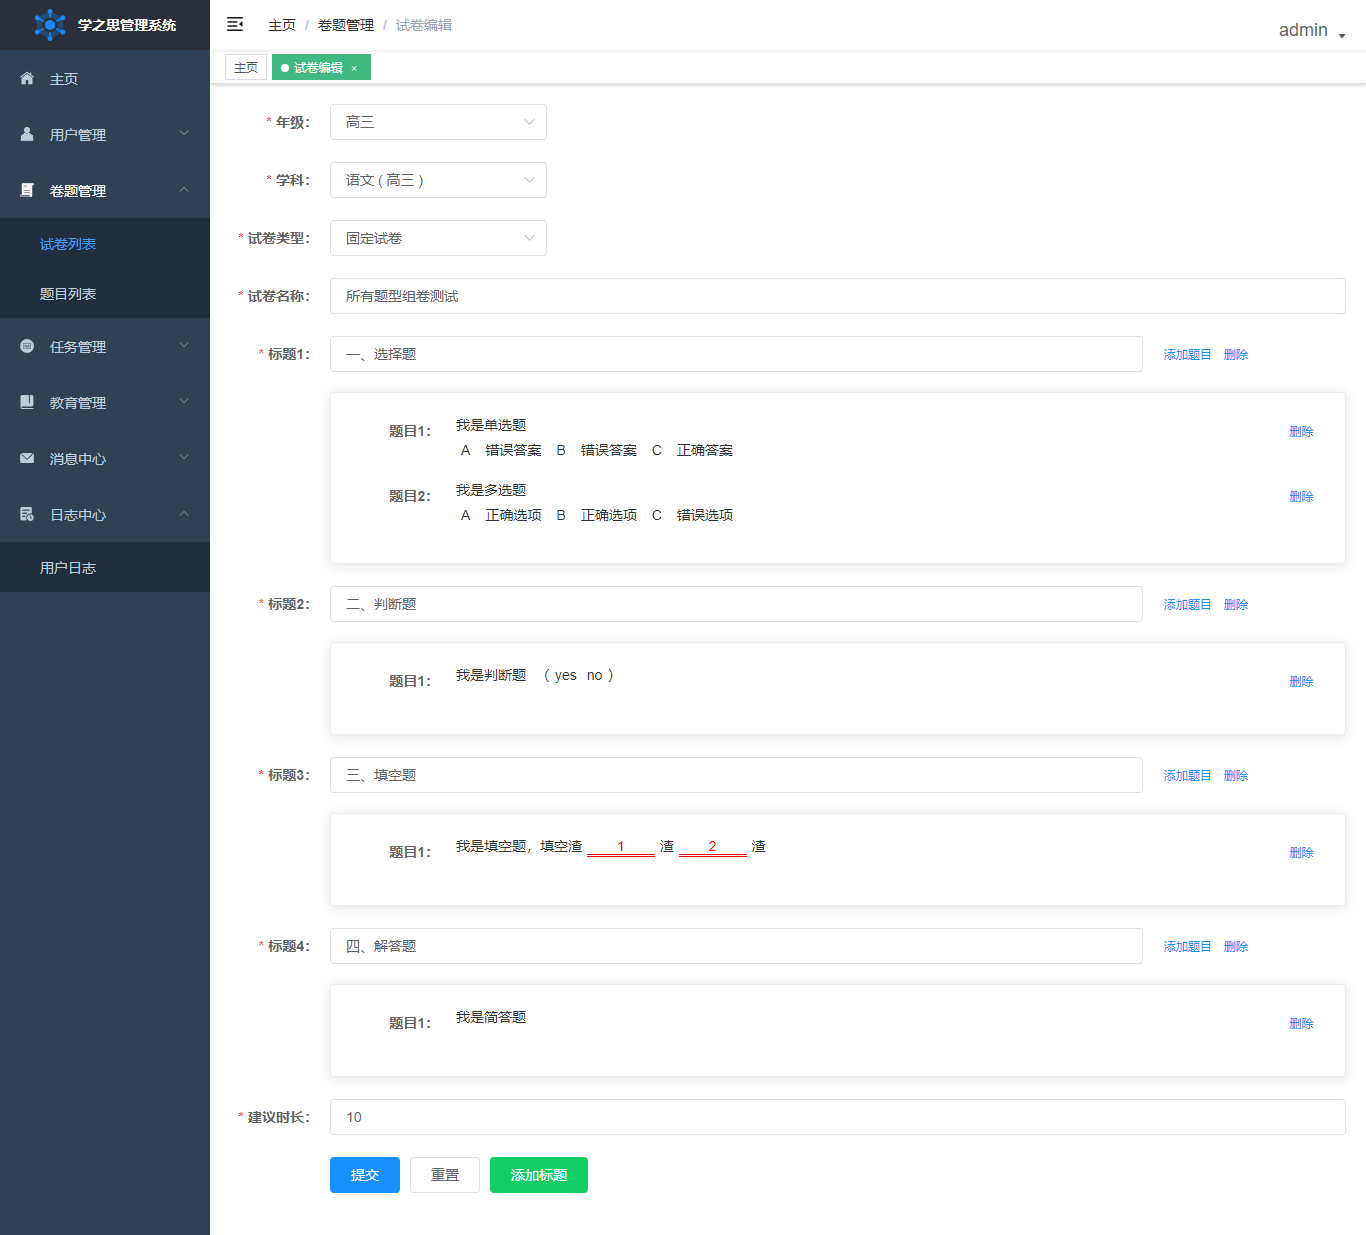 学之思管理系统
主页 / 卷题管理 / 试卷编辑
admin
主页
试卷编辑 ×
主页
用户管理
卷题管理
试卷列表
题目列表
任务管理
教育管理
消息中心
日志中心
用户日志
* 年级： 高三
* 学科： 语文 ( 高三 )
* 试卷类型： 固定试卷
* 试卷名称： 所有题型组卷测试
* 标题1： 一、选择题 添加题目 删除
题目1： 我是单选题 删除
A 错误答案 B 错误答案 C 正确答案
题目2： 我是多选题 删除
A 正确选项 B 正确选项 C 错误选项
* 标题2： 二、判断题 添加题目 删除
题目1： 我是判断题 （ yes no ） 删除
* 标题3： 三、填空题 添加题目 删除
题目1： 我是填空题，填空渣 1 渣 2 渣 删除
* 标题4： 四、解答题 添加题目 删除
题目1： 我是简答题 删除
* 建议时长： 10
提交 重置 添加标题